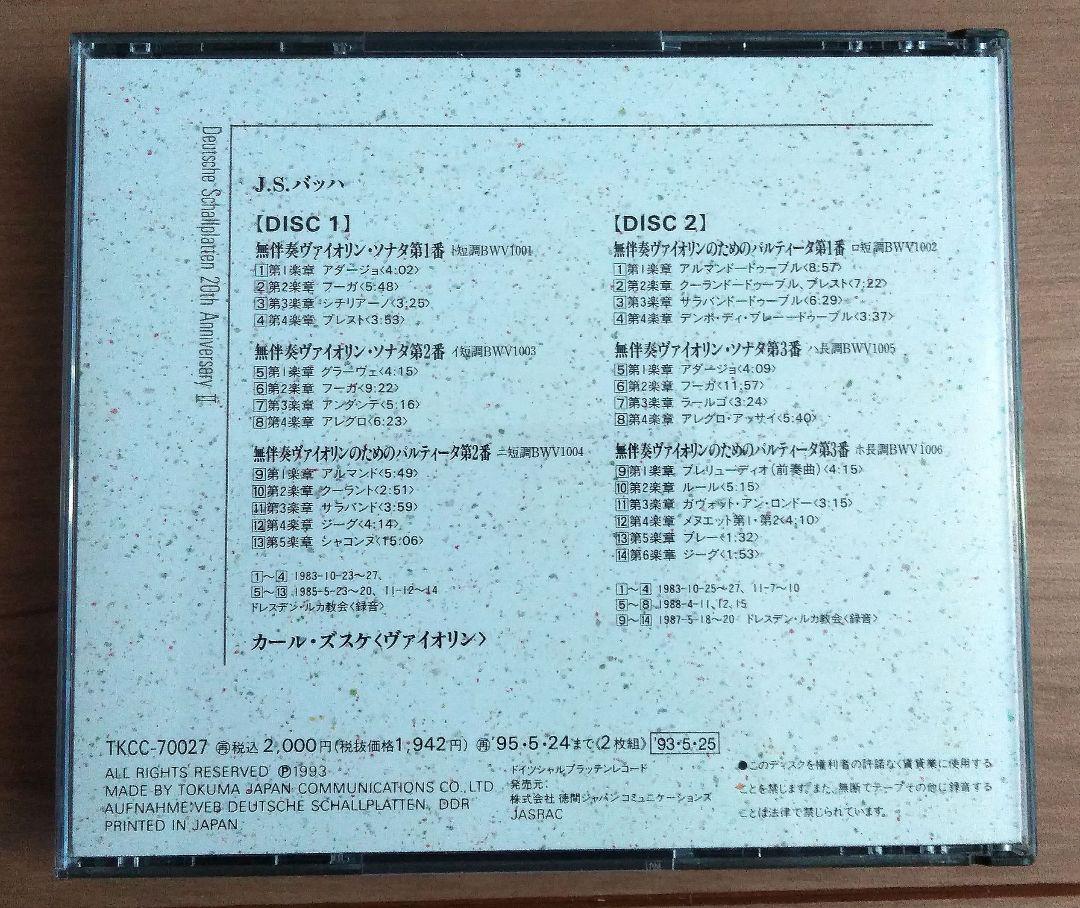 Deutsche Schallplatten 20th Anniversary II
J.S.バッハ
【DISC 1】
無伴奏ヴァイオリン・ソナタ第1番 ト短調BWV1001
1第1楽章 アダージョ〈4:02〉
2第2楽章 フーガ〈5:48〉
3第3楽章 シチリアーノ〈3:25〉
4第4楽章 プレスト〈3:53〉
無伴奏ヴァイオリン・ソナタ第2番 イ短調BWV1003
5第1楽章 グラーヴェ〈4:15〉
6第2楽章 フーガ〈9:22〉
7第3楽章 アンダンテ〈5:16〉
8第4楽章 アレグロ〈6:23〉
無伴奏ヴァイオリンのためのパルティータ第2番 ニ短調BWV1004
9第1楽章 アルマンド〈5:49〉
10第2楽章 クーラント〈2:51〉
11第3楽章 サラバンド〈3:59〉
12第4楽章 ジーグ〈4:14〉
13第5楽章 シャコンヌ〈15:06〉
1〜4 1983-10-23〜27、
5〜13 1985-5-23〜20、11-12〜14
ドレスデン・ルカ教会〈録音〉
カール・ズスケ〈ヴァイオリン〉
【DISC 2】
無伴奏ヴァイオリンのためのパルティータ第1番 ロ短調BWV1002
1第1楽章 アルマンド―ドゥーブル〈8:57〉
2第2楽章 クーランド―ドゥーブル、プレスト〈7:22〉
3第3楽章 サラバンド―ドゥーブル〈6:29〉
4第4楽章 テンポ・ディ・ブレー―ドゥーブル〈3:37〉
無伴奏ヴァイオリン・ソナタ第3番 ハ長調BWV1005
5第1楽章 アダージョ〈4:09〉
6第2楽章 フーガ〈11:57〉
7第3楽章 ラールゴ〈3:24〉
8第4楽章 アレグロ・アッサイ〈5:40〉
無伴奏ヴァイオリンのためのパルティータ第3番 ホ長調BWV1006
9第1楽章 プレリューディオ(前奏曲)〈4:15〉
10第2楽章 ルール〈5:15〉
11第3楽章 ガヴォット・アン・ロンドー〈3:15〉
12第4楽章 メヌエット第1・第2〈4:10〉
13第5楽章 ブレー〈1:32〉
14第6楽章 ジーグ〈1:53〉
1〜4 1983-10-25〜27、11-7〜10
5〜8 1988-4-11、12、15
9〜14 1987-5-18〜20 ドレスデン・ルカ教会〈録音〉
TKCC-70027 再税込2,000円(税抜価格1,942円) 再'95・5・24まで《2枚組》 '93・5・25
ALL RIGHTS RESERVED Ⓟ1993
MADE BY TOKUMA JAPAN COMMUNICATIONS CO., LTD.
AUFNAHME:VEB DEUTSCHE SCHALLPLATTEN, DDR
PRINTED IN JAPAN
ドイツシャルプラッテンレコード
発売元:
株式会社 徳間ジャパンコミュニケーションズ
JASRAC
●このディスクを権利者の許諾なく賃貸業に使用する
ことを禁じます。また、無断でテープその他に録音する
ことは法律で禁じられています。